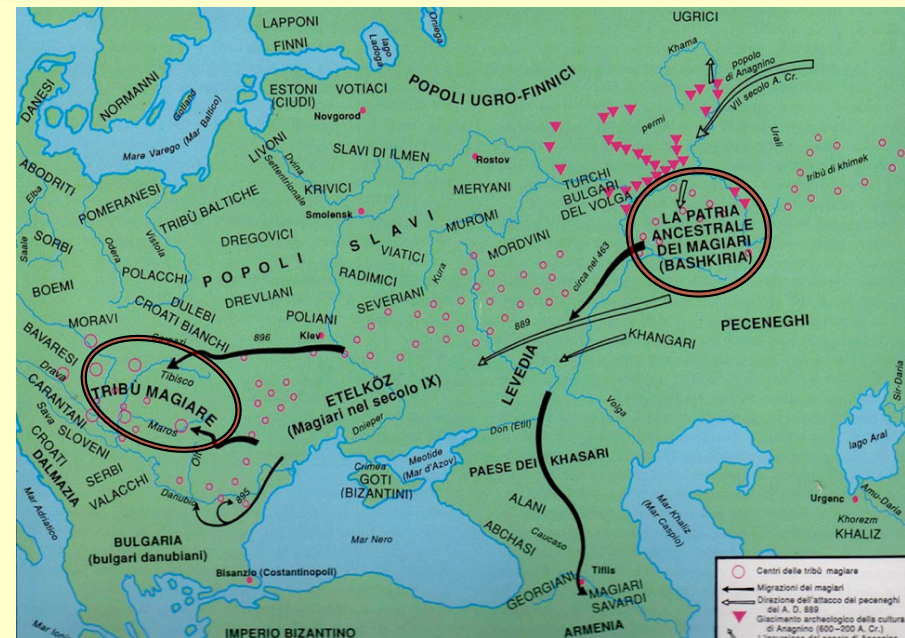 UGRICI
LAPPONI
FINNI
Lago
Ladoga
Lago
Oniega
Khama
popolo
di Anagnino
VII secolo A. Cr.
DANESI
NORMANNI
Gotland
Mare Varego (Mar Baltico)
ESTONI
(CIUDI)
VOTIACI
Novgorod
POPOLI UGRO-FINNICI
permi
Urali
tribù di khimek
LIVONI
Dvina
Settentrionale
SLAVI DI ILMEN
Rostov
ABODRITI
Elba
POMERANESI
TRIBÙ BALTICHE
KRIVICI
MERYANI
TURCHI
BULGARI
DEL VOLGA
Smolensk
LA PATRIA
ANCESTRALE
DEI MAGIARI
(BASHKIRIA)
Saale
SORBI
Odera
Vistola
DREGOVICI
POPOLI SLAVI
VIATICI
MUROMI
MORDVINI
circa nel 463
BOEMI
POLACCHI
DULEBI
DREVLIANI
RADIMICI
Kura
SEVERIANI
MORAVI
CROATI BIANCHI
POLIANI
Kiev
896
889
KHANGARI
PECENEGHI
BAVARESI
Drava
Tibisco
TRIBÙ MAGIARE
Maros
CARANTANI
Sava
SLOVENI
CROATI
DALMAZIA
SERBI
VALACCHI
ETELKÖZ
(Magiari nel secolo IX)
Dnieper
LEVEDIA
Volga
Don (Etil)
Sir-Daria
lago Aral
PAESE DEI KHASARI
Meotide
(Mar d'Azov)
Crimea
GOTI
(BIZANTINI)
Danubio
895
ALANI
Mar Khaliz
(Mar Caspio)
Urgenc
Amu-Daria
Khorezm
KHALIZ
Mar Adriatico
BULGARIA
(bulgari danubiani)
Mar Nero
ABCHASI
Caucaso
Bisanzio (Costantinopoli)
GEORGIANI
Tiflis
MAGIARI
SAVARDI
IMPERO BIZANTINO
ARMENIA
Centri delle tribù magiare
Migrazioni dei magiari
Direzione dell'attacco dei peceneghi
del A. D. 889
Giacimento archeologico della cultura
di Anagnino (600–200 A. Cr.)